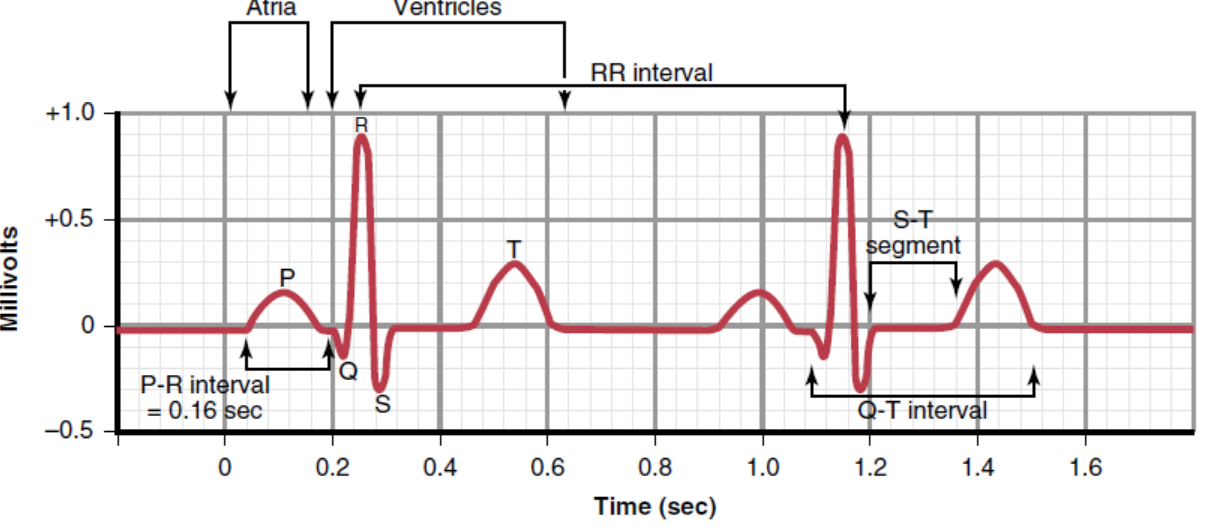 Atria
Ventricles
RR interval
+1.0
R
+0.5
S-T
segment
T
P
Millivolts
0
Q
P-R interval
= 0.16 sec
S
Q-T interval
–0.5
0 0.2 0.4 0.6 0.8 1.0 1.2 1.4 1.6
Time (sec)